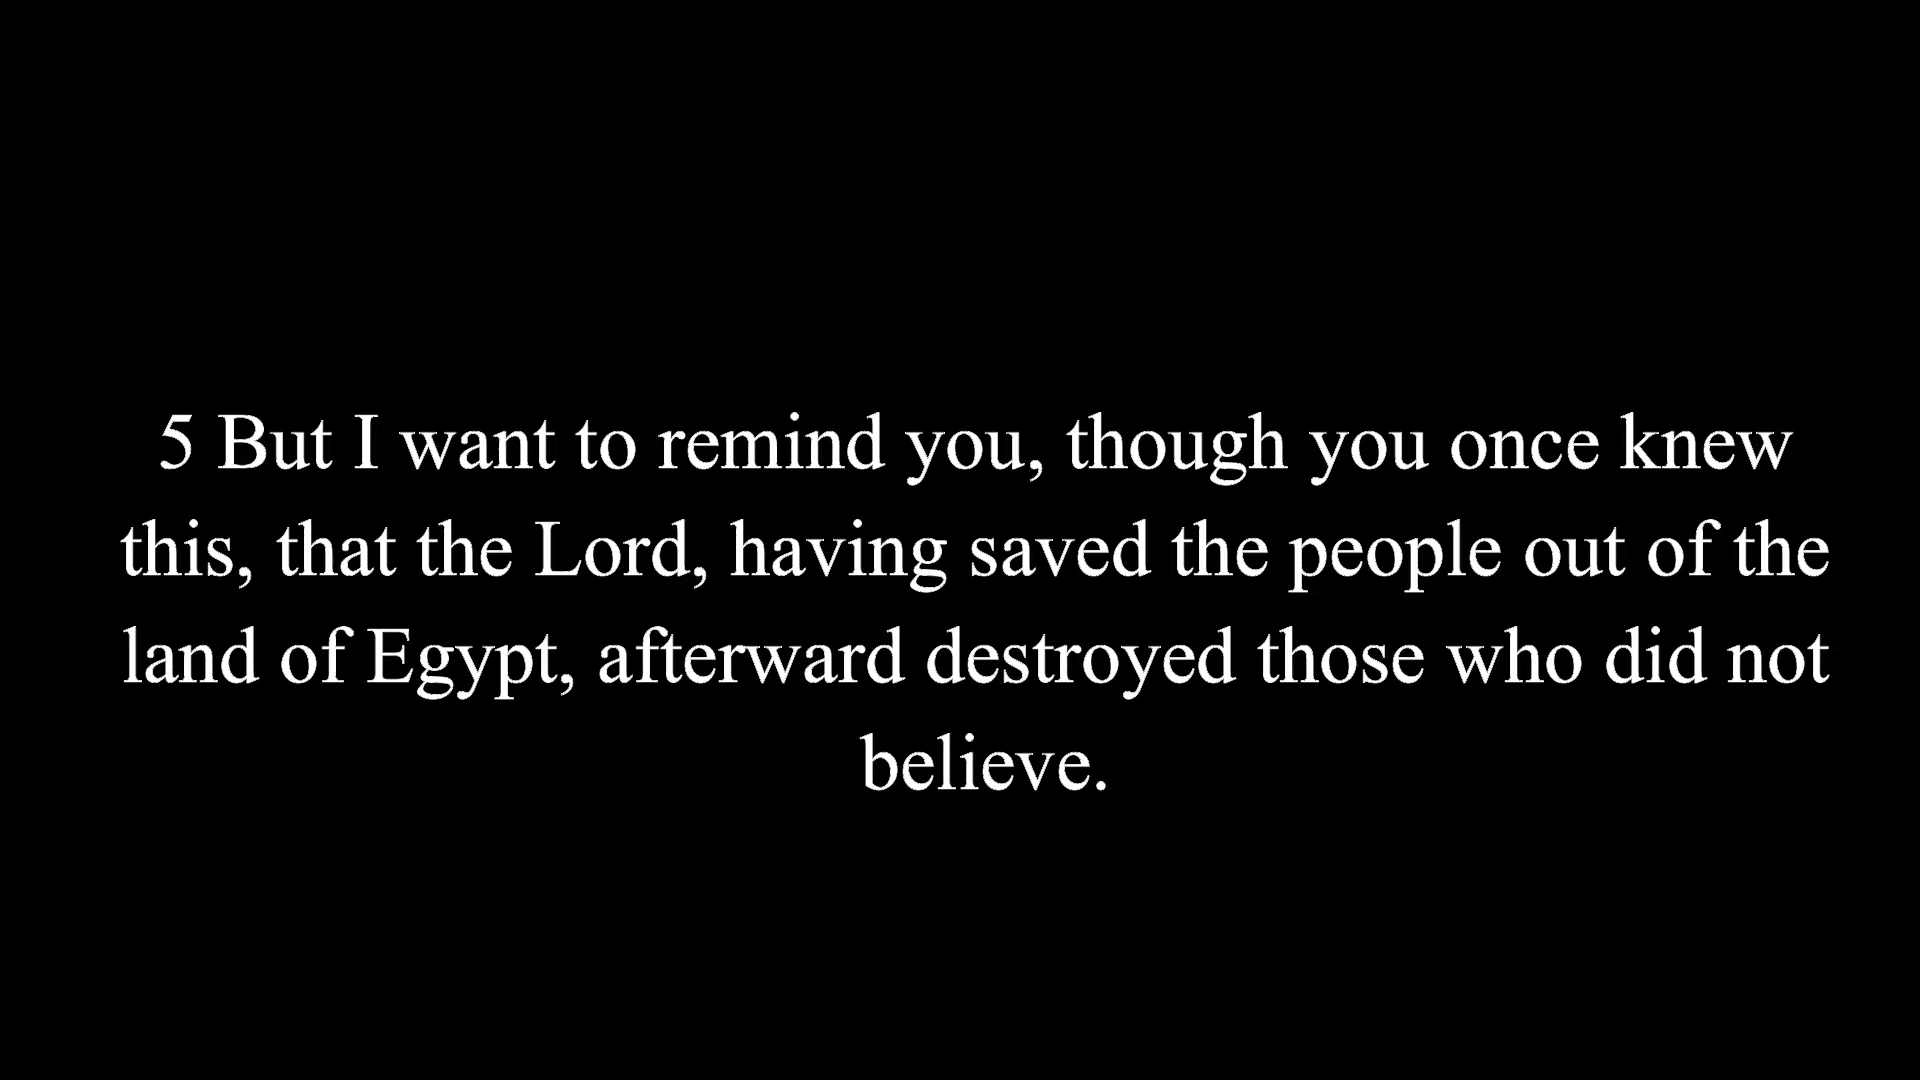 5 But I want to remind you, though you once knew
this, that the Lord, having saved the people out of the
land of Egypt, afterward destroyed those who did not
believe.